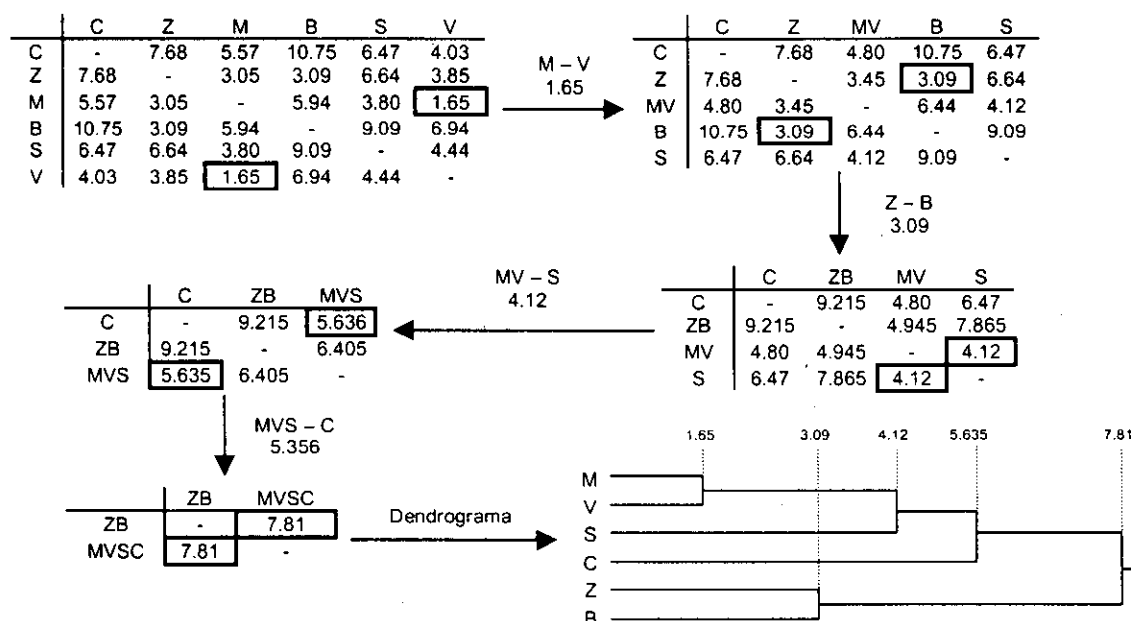 C Z M B S V
C - 7.68 5.57 10.75 6.47 4.03
Z 7.68 - 3.05 3.09 6.64 3.85
M 5.57 3.05 - 5.94 3.80 1.65
B 10.75 3.09 5.94 - 9.09 6.94
S 6.47 6.64 3.80 9.09 - 4.44
V 4.03 3.85 1.65 6.94 4.44 -
M – V
1.65
C Z MV B S
C - 7.68 4.80 10.75 6.47
Z 7.68 - 3.45 3.09 6.64
MV 4.80 3.45 - 6.44 4.12
B 10.75 3.09 6.44 - 9.09
S 6.47 6.64 4.12 9.09 -
Z – B
3.09
C ZB MV S
C - 9.215 4.80 6.47
ZB 9.215 - 4.945 7.865
MV 4.80 4.945 - 4.12
S 6.47 7.865 4.12 -
MV – S
4.12
C ZB MVS
C - 9.215 5.636
ZB 9.215 - 6.405
MVS 5.635 6.405 -
MVS – C
5.356
ZB MVSC
ZB - 7.81
MVSC 7.81 -
Dendrograma
1.65 3.09 4.12 5.635 7.81
M
V
S
C
Z
B